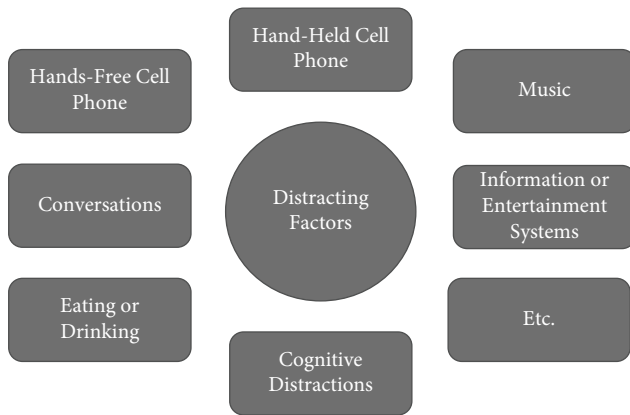 Hand-Held Cell
Phone
Hands-Free Cell
Phone
Music
Conversations
Distracting
Factors
Information or
Entertainment
Systems
Eating or
Drinking
Etc.
Cognitive
Distractions